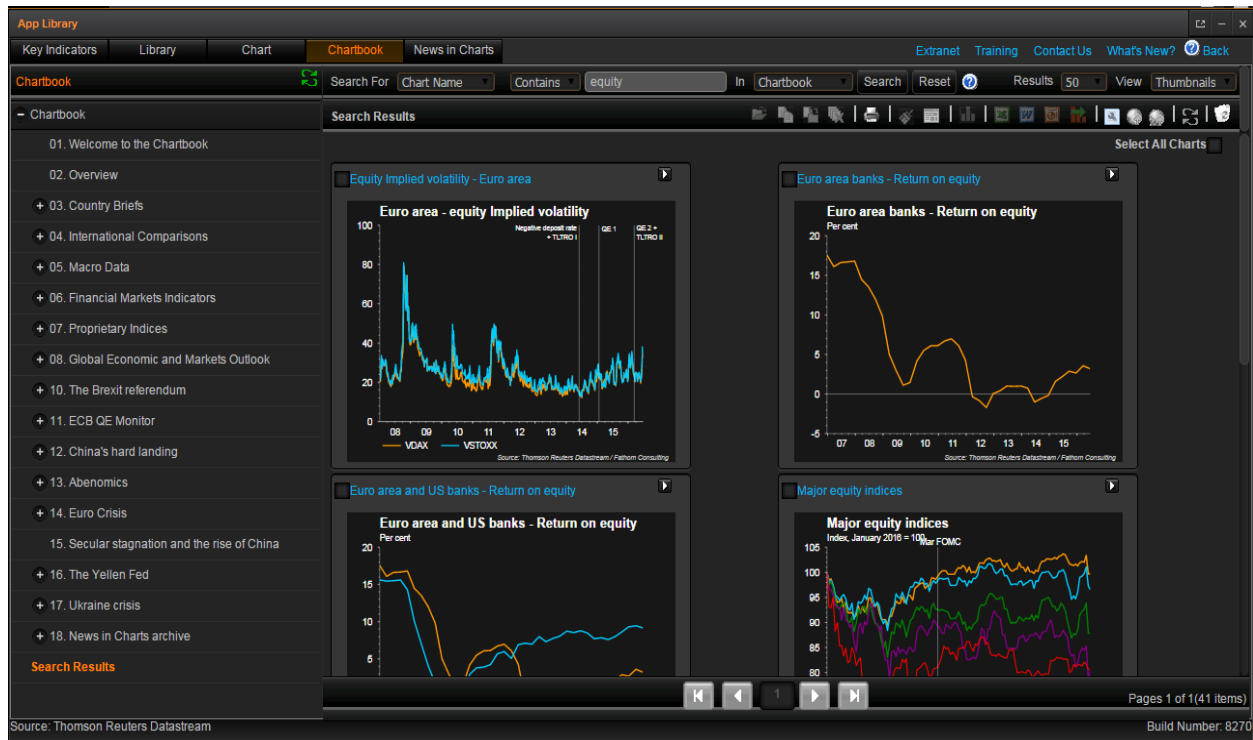 App Library
Key Indicators Library Chart Chartbook News in Charts Extranet Training Contact Us What's New? Back
Chartbook
Search For Chart Name Contains equity In Chartbook Search Reset Results 50 View Thumbnails
Chartbook
01. Welcome to the Chartbook
02. Overview
03. Country Briefs
04. International Comparisons
05. Macro Data
06. Financial Markets Indicators
07. Proprietary Indices
08. Global Economic and Markets Outlook
10. The Brexit referendum
11. ECB QE Monitor
12. China's hard landing
13. Abenomics
14. Euro Crisis
15. Secular stagnation and the rise of China
16. The Yellen Fed
17. Ukraine crisis
18. News in Charts archive
Search Results
Search Results
Select All Charts
Equity Implied volatility - Euro area
Euro area - equity Implied volatility
Negative deposit rate
+ TLTRO I
QE 1
QE 2 +
TLTRO II
100
80
60
40
20
0
08 09 10 11 12 13 14 15
VDAX VSTOXX
Source: Thomson Reuters Datastream / Fathom Consulting
Euro area banks - Return on equity
Euro area banks - Return on equity
Per cent
20
15
10
5
0
-5
07 08 09 10 11 12 13 14 15
Source: Thomson Reuters Datastream / Fathom Consulting
Euro area and US banks - Return on equity
Euro area and US banks - Return on equity
Per cent
20
15
10
5
Major equity indices
Major equity indices
Index, January 2016 = 100
Mar FOMC
105
100
95
90
85
80
1
Pages 1 of 1(41 items)
Source: Thomson Reuters Datastream
Build Number: 8270